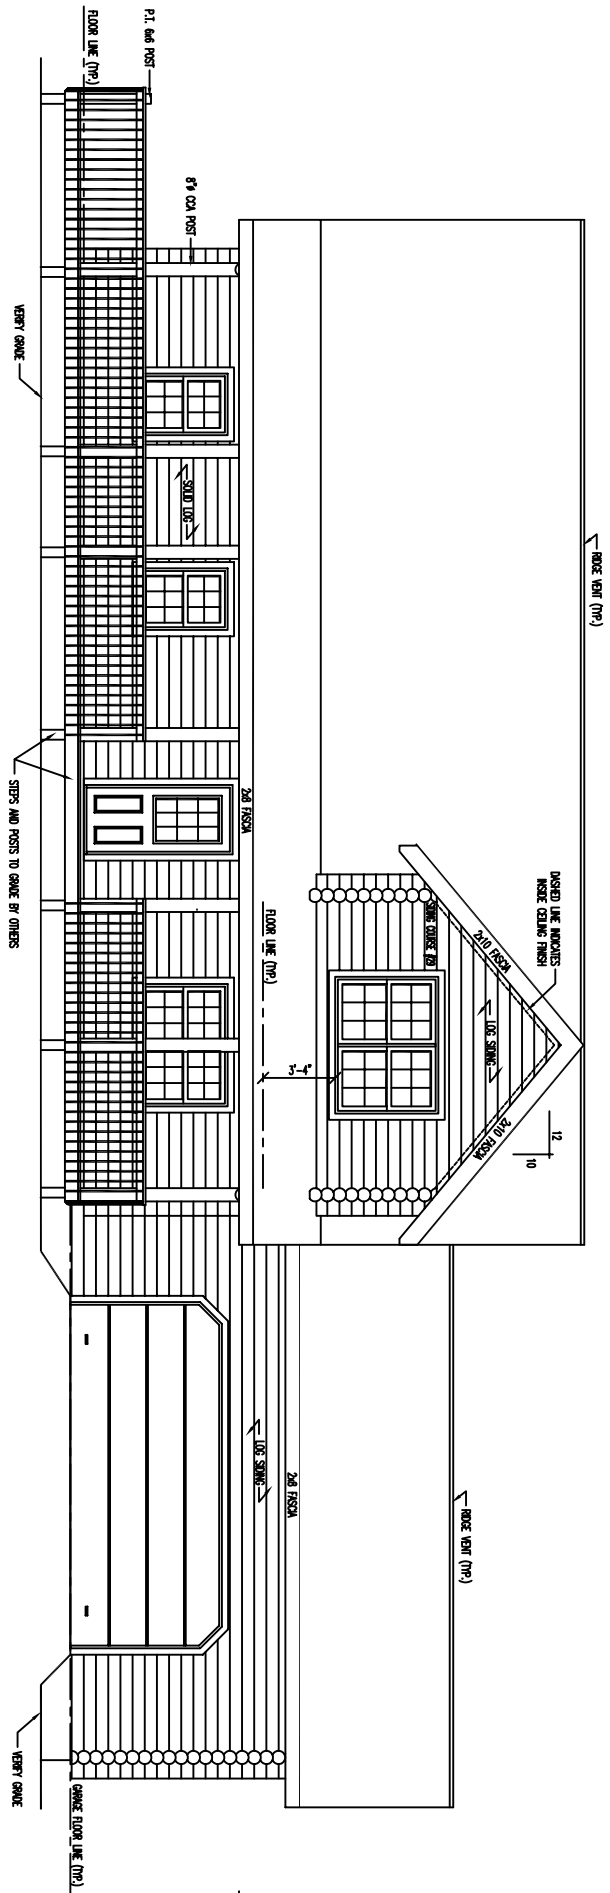 RIDGE VENT (TYP.)
DASHED LINE INDICATES
INSIDE CEILING FINISH
2x10 FASCIA
2x10 FASCIA
12
10
LOG SIDING
SIDING COURSE
3'-4"
FLOOR LINE (TYP.)
RIDGE VENT (TYP.)
2x8 FASCIA
2x8 FASCIA
LOG SIDING
8"ø CCA POST
SOLID LOG
P.T. 6x6 POST
FLOOR LINE (TYP.)
VERIFY GRADE
STEPS AND POSTS TO GRADE BY OTHERS
GARAGE FLOOR LINE (TYP.)
VERIFY GRADE